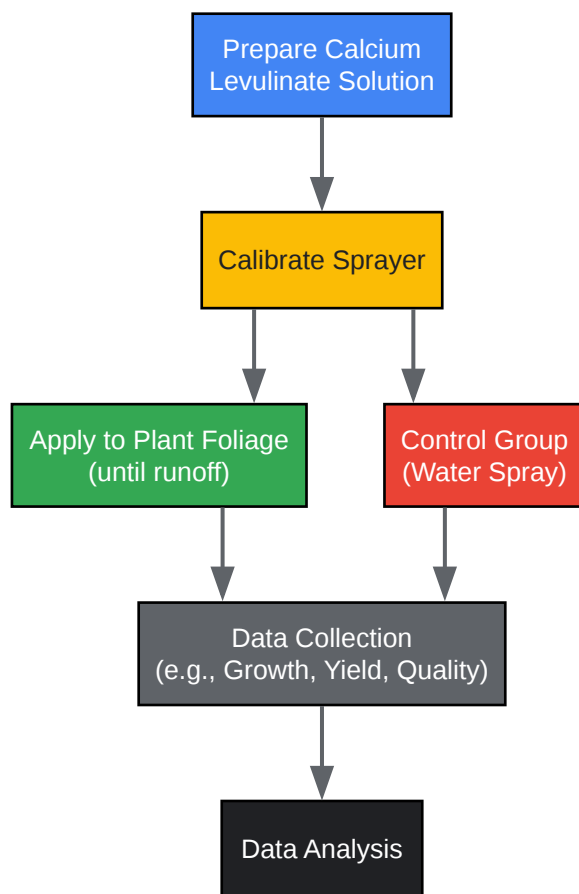 Prepare Calcium
Levulinate Solution
Calibrate Sprayer
Apply to Plant Foliage
(until runoff)
Control Group
(Water Spray)
Data Collection
(e.g., Growth, Yield, Quality)
Data Analysis